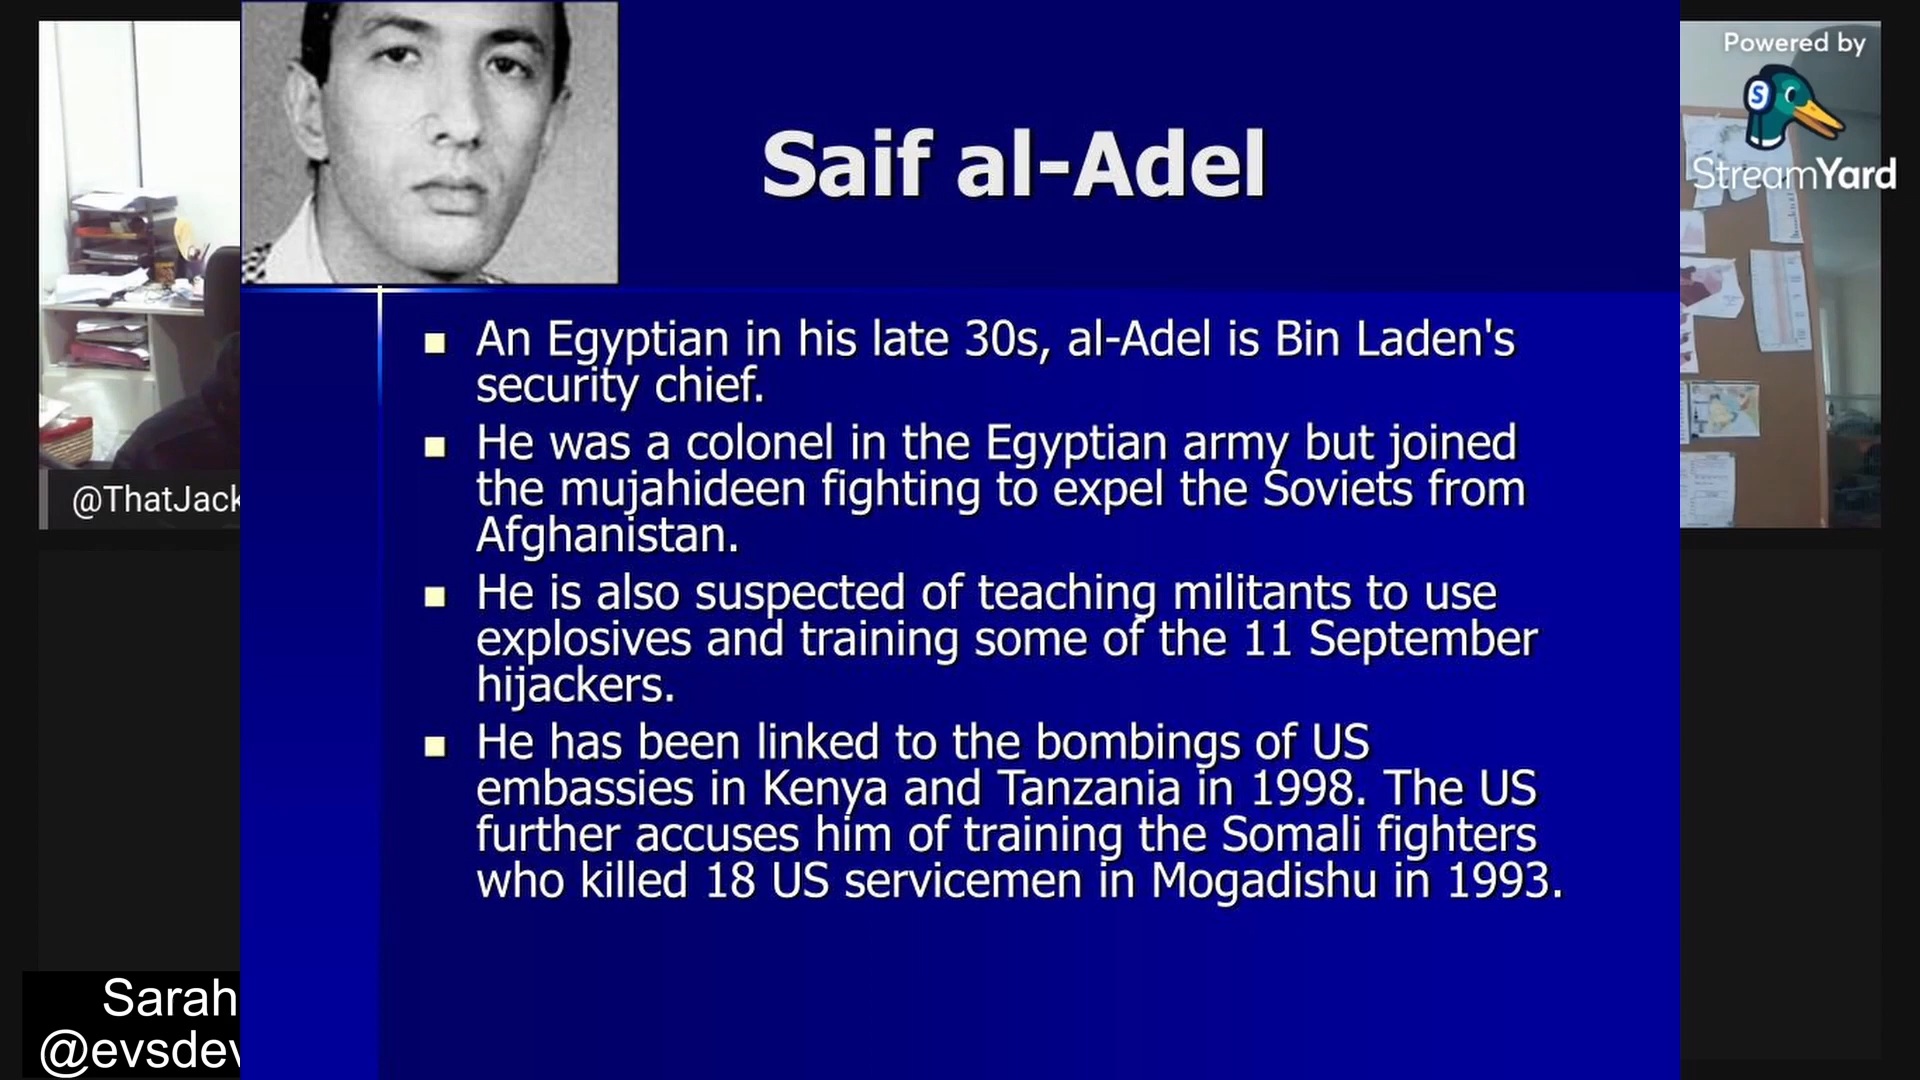 Powered by
StreamYard
Saif al-Adel
An Egyptian in his late 30s, al-Adel is Bin Laden's
security chief.
He was a colonel in the Egyptian army but joined
the mujahideen fighting to expel the Soviets from
Afghanistan.
He is also suspected of teaching militants to use
explosives and training some of the 11 September
hijackers.
He has been linked to the bombings of US
embassies in Kenya and Tanzania in 1998. The US
further accuses him of training the Somali fighters
who killed 18 US servicemen in Mogadishu in 1993.
@ThatJack
Sarah
@evsdev